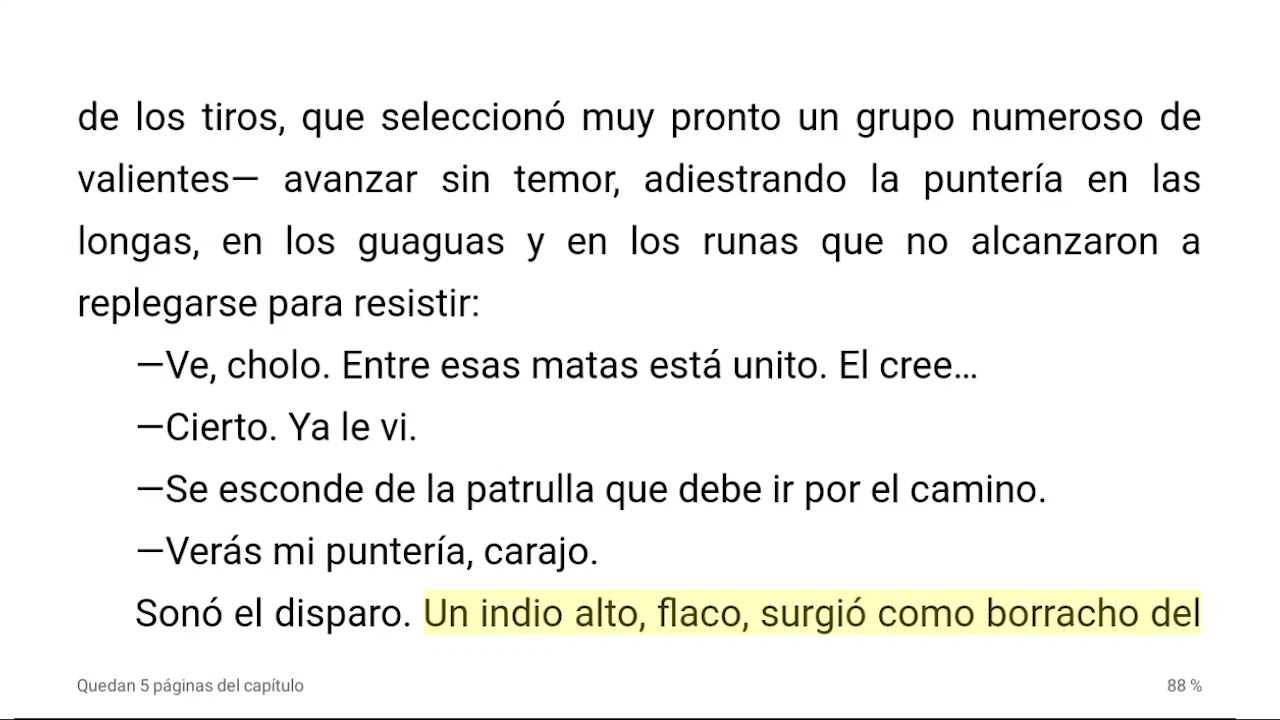 de los tiros, que seleccionó muy pronto un grupo numeroso de
valientes— avanzar sin temor, adiestrando la puntería en las
longas, en los guaguas y en los runas que no alcanzaron a
replegarse para resistir:
—Ve, cholo. Entre esas matas está unito. El cree…
—Cierto. Ya le vi.
—Se esconde de la patrulla que debe ir por el camino.
—Verás mi puntería, carajo.
Sonó el disparo. Un indio alto, flaco, surgió como borracho del
Quedan 5 páginas del capítulo
88 %